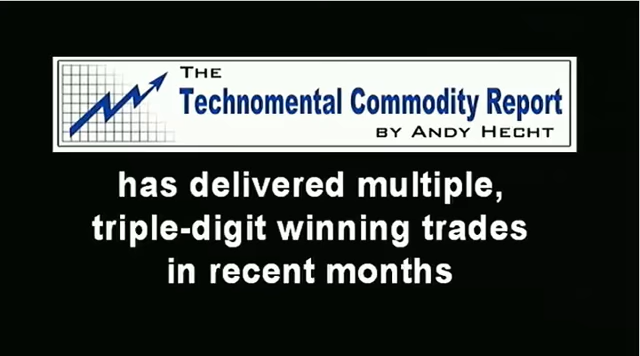 THE
Technomental Commodity Report
BY ANDY HECHT
has delivered multiple,
triple-digit winning trades
in recent months